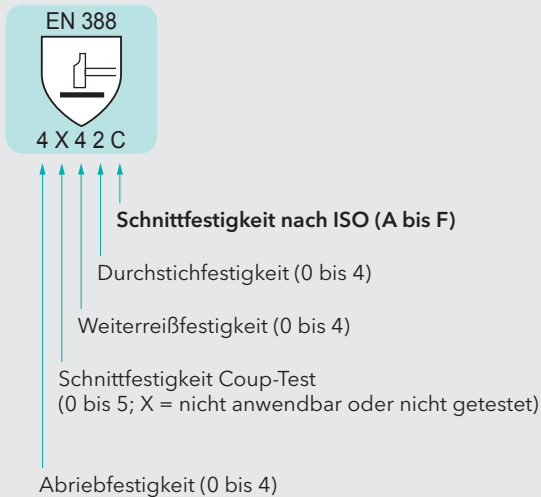 EN 388
4 X 4 2 C
Schnittfestigkeit nach ISO (A bis F)
Durchstichfestigkeit (0 bis 4)
Weiterreißfestigkeit (0 bis 4)
Schnittfestigkeit Coup-Test
(0 bis 5; X = nicht anwendbar oder nicht getestet)
Abriebfestigkeit (0 bis 4)